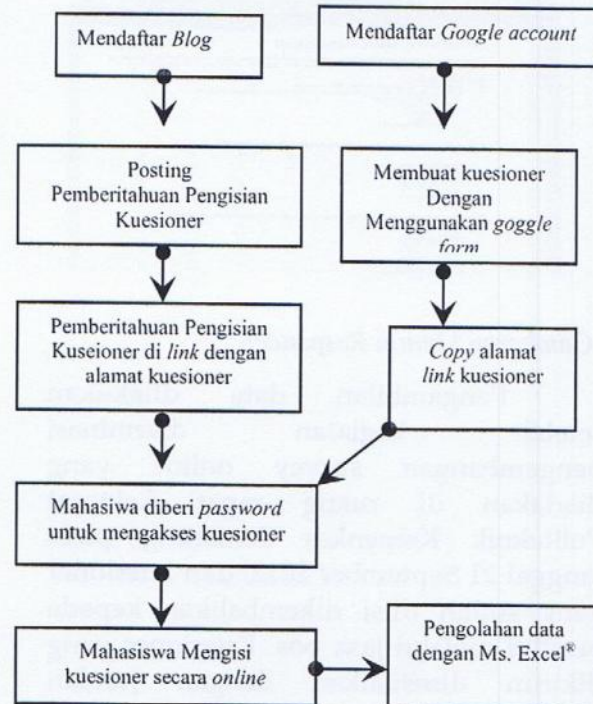 Mendaftar Blog
Mendaftar Google account
Posting
Pemberitahuan Pengisian
Kuesioner
Membuat kuesioner
Dengan
Menggunakan goggle
form
Pemberitahuan Pengisian
Kuseioner di link dengan
alamat kuesioner
Copy alamat
link kuesioner
Mahasiwa diberi password
untuk mengakses kuesioner
Mahasiswa Mengisi
kuesioner secara online
Pengolahan data
dengan Ms. Excel®